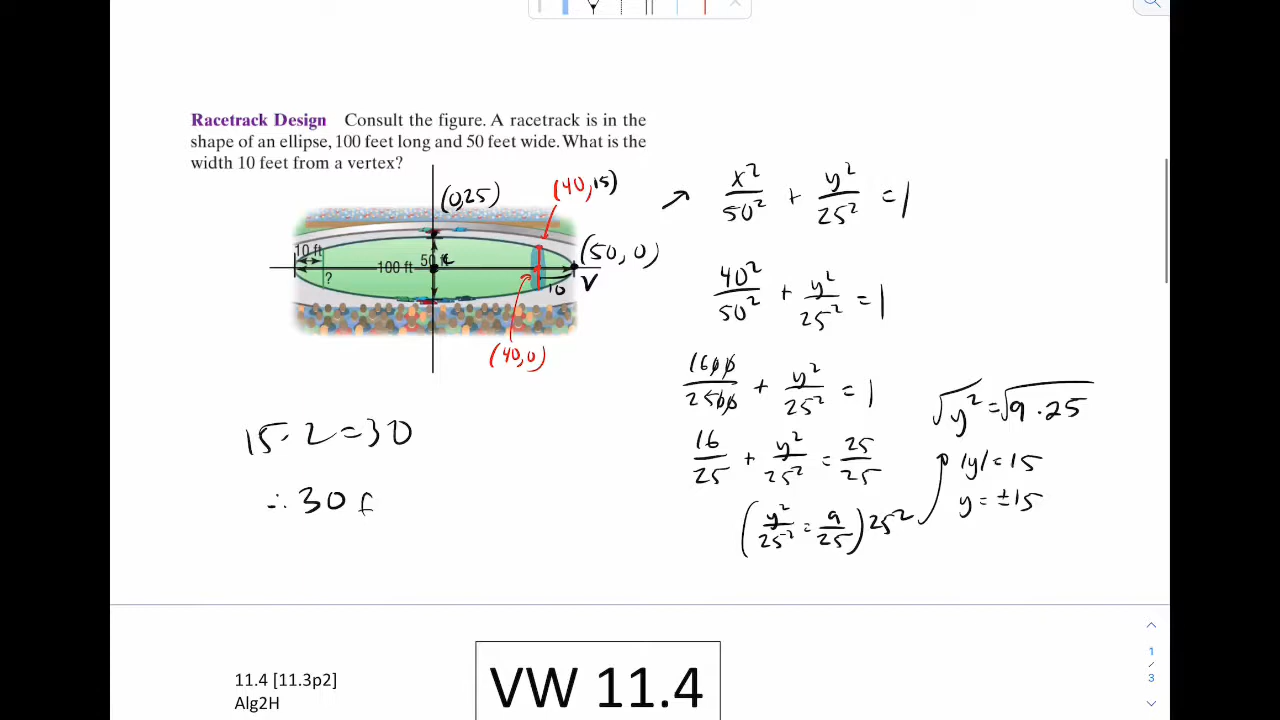 Racetrack Design Consult the figure. A racetrack is in the
shape of an ellipse, 100 feet long and 50 feet wide. What is the
width 10 feet from a vertex?
(0,25)
(40,15)
(50,0)
10 ft
50 ft
100 ft
?
10
V
(40,0)
x²/50² + y²/25² = 1
40²/50² + y²/25² = 1
1600/2500 + y²/25² = 1
16/25 + y²/25² = 25/25
(y²/25² = 9/25) 25²
√y² = √9·25
|y| = 15
y = ±15
15·2=30
∴ 30 f
11.4 [11.3p2]
Alg2H
VW 11.4
1
/
3